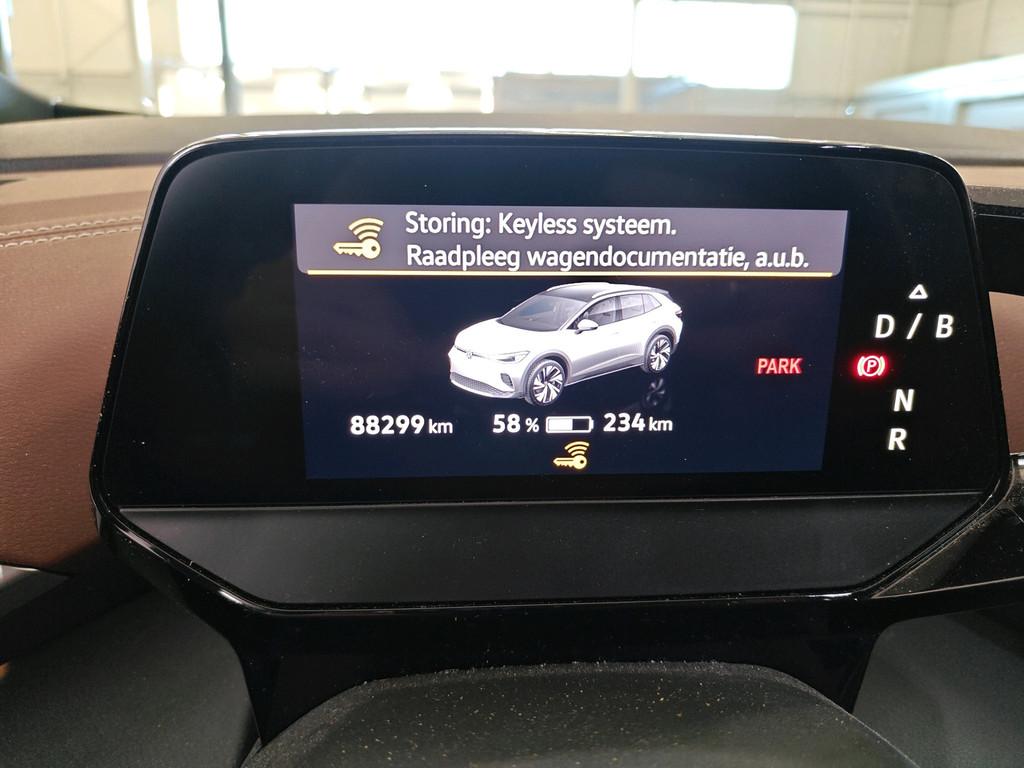 Storing: Keyless systeem.
Raadpleeg wagendocumentatie, a.u.b.
D / B
PARK
P
N
R
88299 km
58 %
234 km